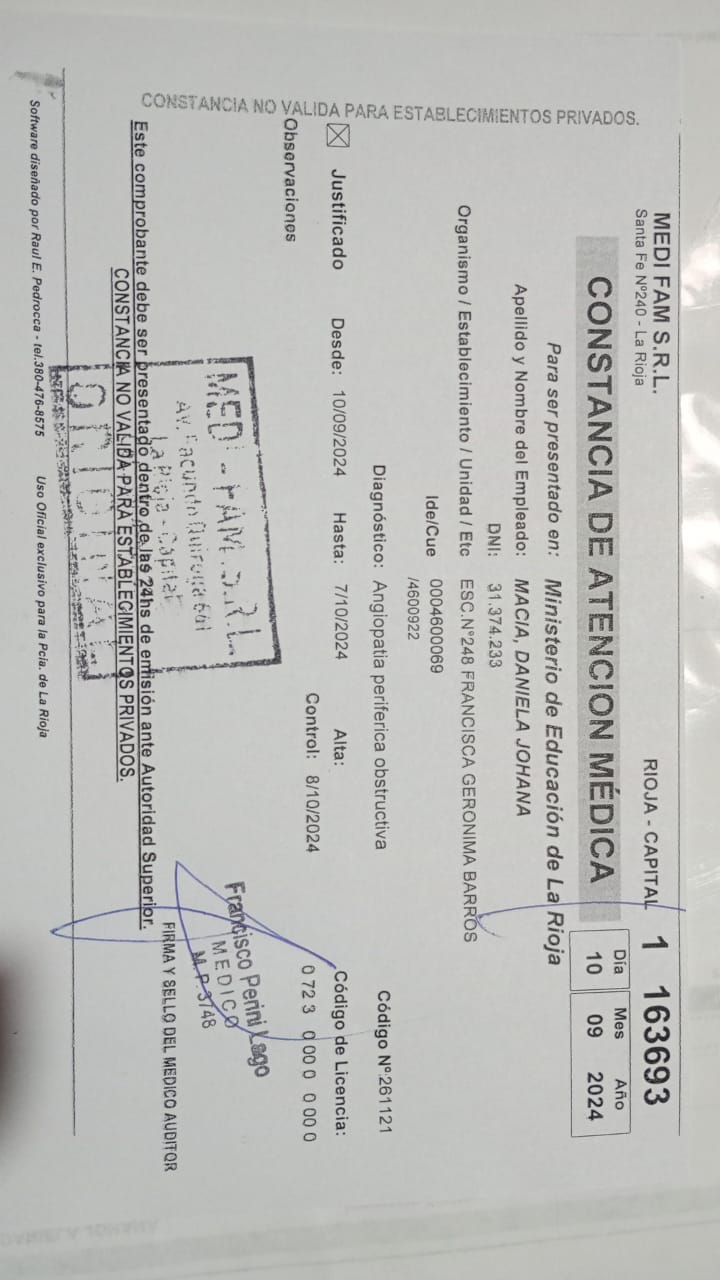 CONSTANCIA NO VALIDA PARA ESTABLECIMIENTOS PRIVADOS.
MEDI FAM S.R.L.
Santa Fe Nº240 - La Rioja
RIOJA - CAPITAL
1 163693
CONSTANCIA DE ATENCION MÉDICA
Día Mes Año
10 09 2024
Para ser presentado en: Ministerio de Educación de La Rioja
Apellido y Nombre del Empleado: MACIA, DANIELA JOHANA
DNI: 31.374.233
Organismo / Establecimiento / Unidad / Etc ESC.Nº248 FRANCISCA GERONIMA BARROS
Ide/Cue 0004600069
/4600922
Diagnóstico: Angiopatia periferica obstructiva
Código Nº:261121
Justificado Desde: 10/09/2024 Hasta: 7/10/2024 Alta:
Código de Licencia:
Control: 8/10/2024
0 72 3 0 00 0 0 00 0
Observaciones
MEDI-FAM.S.R.L.
Av. Facundo Quiroga
La Rioja - Capital
Francisco Perini Lago
MEDICO
M.P.3748
FIRMA Y SELLO DEL MEDICO AUDITOR
Este comprobante debe ser presentado dentro de las 24hs de emisión ante Autoridad Superior.
CONSTANCIA NO VALIDA PARA ESTABLECIMIENTOS PRIVADOS.
Software diseñado por Raul E. Pedrocca - tel.380-476-8575 Uso Oficial exclusivo para la Pcia. de La Rioja